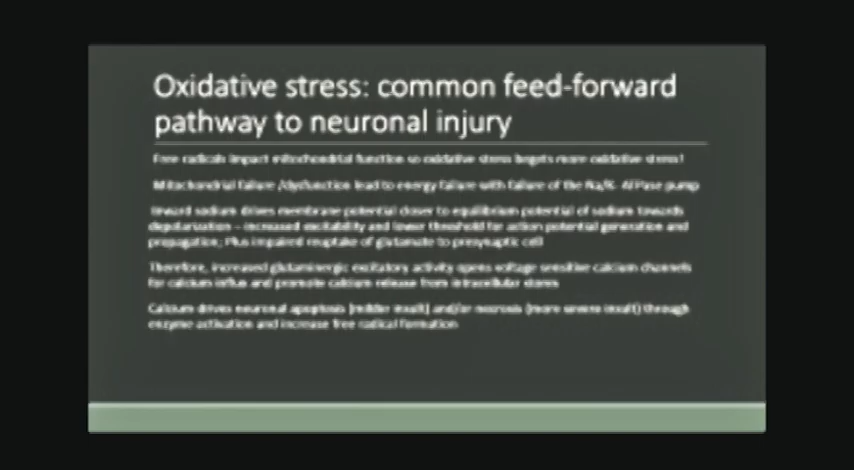 Oxidative stress: common feed-forward
pathway to neuronal injury
Free radicals impact mitochondrial function so oxidative stress begets more oxidative stress!
Mitochondrial failure /dysfunction lead to energy failure with failure of the Na/K- ATPase pump
Inward sodium drives membrane potential closer to equilibrium potential of sodium towards
depolarization – increased excitability and lower threshold for action potential generation and
propagation; Plus impaired reuptake of glutamate to presynaptic cell
Therefore, increased glutaminergic excitatory activity opens voltage sensitive calcium channels
for calcium influx and promote calcium release from intracellular stores
Calcium drives neuronal apoptosis (milder insult) and/or necrosis (more severe insult) through
enzyme activation and increase free radical formation